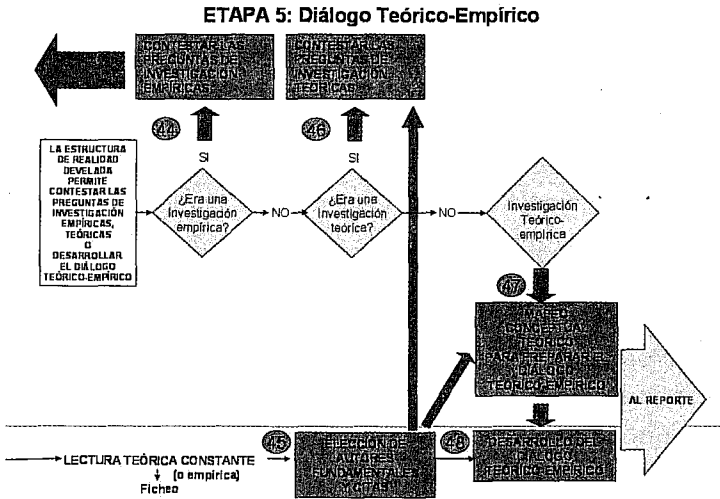 ETAPA 5: Diálogo Teórico-Empírico
CONTESTAR LAS
PREGUNTAS DE
INVESTIGACIÓN
EMPÍRICAS
CONTESTAR LAS
PREGUNTAS DE
INVESTIGACIÓN
TEÓRICAS
44
46
LA ESTRUCTURA
DE REALIDAD
DEVELADA
PERMITE
CONTESTAR LAS
PREGUNTAS DE
INVESTIGACIÓN
EMPÍRICAS,
TEÓRICAS
O
DESARROLLAR
EL DIÁLOGO
TEÓRICO-EMPÍRICO
SI
SI
¿Era una
Investigación
empírica?
NO
¿Era una
Investigación
teórica?
NO
Investigación
Teórico-
empírica
47
MAPEO
CONCEPTUAL
TEÓRICO
PARA PREPARAR EL
DIÁLOGO
TEÓRICO-EMPÍRICO
AL REPORTE
LECTURA TEÓRICA CONSTANTE
(o empírica)
Ficheo
45
ELECCIÓN DE
AUTORES
FUNDAMENTALES
Y CITAS
48
DESARROLLO DEL
DIÁLOGO
TEÓRICO-EMPÍRICO